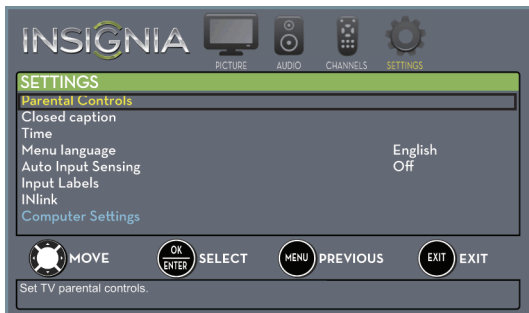 INSIGNIA
PICTURE AUDIO CHANNELS SETTINGS
SETTINGS
Parental Controls
Closed caption
Time
Menu language English
Auto Input Sensing Off
Input Labels
INlink
Computer Settings
MOVE OK ENTER SELECT MENU PREVIOUS EXIT EXIT
Set TV parental controls.